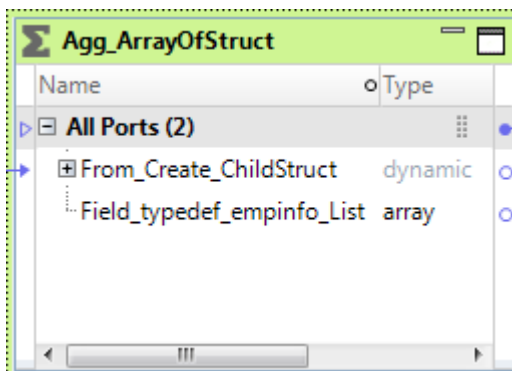 Agg_ArrayOfStruct
Name Type
All Ports (2)
From_Create_ChildStruct dynamic
Field_typedef_empinfo_List array